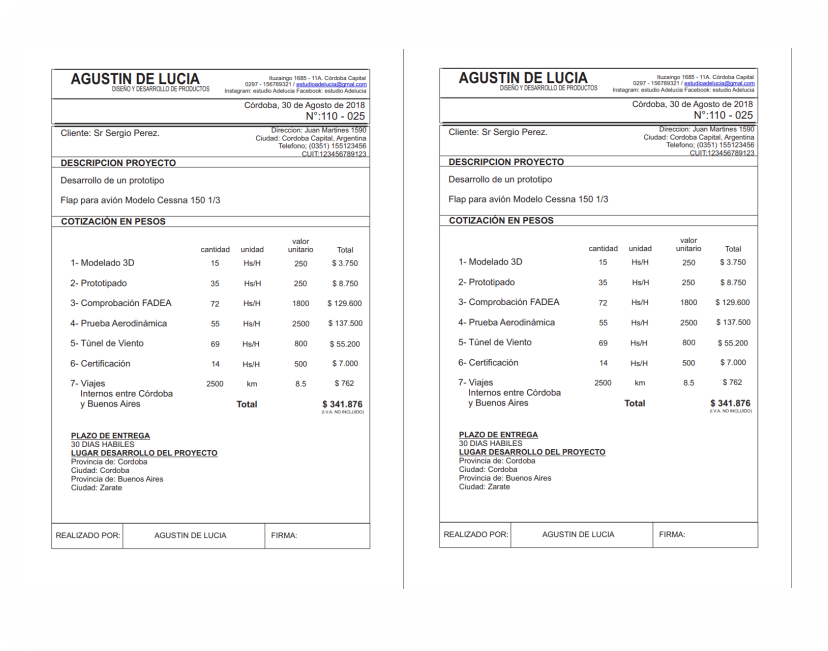 AGUSTIN DE LUCIA
DISEÑO Y DESARROLLO DE PRODUCTOS
Ituzaingo 1685 - 11A. Córdoba Capital
0297 - 156789321 / estudioadelucia@gmal.com
Instagram: estudio Adelucia Facebook: estudio Adelucia
Córdoba, 30 de Agosto de 2018
N°:110 - 025
Cliente: Sr Sergio Perez.
Direccion: Juan Martines 1590
Ciudad: Cordoba Capital, Argentina
Telefono; (0351) 155123456
CUIT:123456789123
DESCRIPCION PROYECTO
Desarrollo de un prototipo
Flap para avión Modelo Cessna 150 1/3
COTIZACIÓN EN PESOS
cantidad unidad valor unitario Total
1- Modelado 3D 15 Hs/H 250 $ 3.750
2- Prototipado 35 Hs/H 250 $ 8.750
3- Comprobación FADEA 72 Hs/H 1800 $ 129.600
4- Prueba Aerodinámica 55 Hs/H 2500 $ 137.500
5- Túnel de Viento 69 Hs/H 800 $ 55.200
6- Certificación 14 Hs/H 500 $ 7.000
7- Viajes 2500 km 8.5 $ 762
Internos entre Córdoba
y Buenos Aires Total $ 341.876
(I.V.A. NO INCLUIDO)
PLAZO DE ENTREGA
30 DIAS HABILES
LUGAR DESARROLLO DEL PROYECTO
Provincia de: Cordoba
Ciudad: Cordoba
Provincia de: Buenos Aires
Ciudad: Zarate
REALIZADO POR: AGUSTIN DE LUCIA FIRMA:
AGUSTIN DE LUCIA
DISEÑO Y DESARROLLO DE PRODUCTOS
Ituzaingo 1685 - 11A. Córdoba Capital
0297 - 156789321 / estudioadelucia@gmal.com
Instagram: estudio Adelucia Facebook: estudio Adelucia
Córdoba, 30 de Agosto de 2018
N°:110 - 025
Cliente: Sr Sergio Perez.
Direccion: Juan Martines 1590
Ciudad: Cordoba Capital, Argentina
Telefono; (0351) 155123456
CUIT:123456789123
DESCRIPCION PROYECTO
Desarrollo de un prototipo
Flap para avión Modelo Cessna 150 1/3
COTIZACIÓN EN PESOS
cantidad unidad valor unitario Total
1- Modelado 3D 15 Hs/H 250 $ 3.750
2- Prototipado 35 Hs/H 250 $ 8.750
3- Comprobación FADEA 72 Hs/H 1800 $ 129.600
4- Prueba Aerodinámica 55 Hs/H 2500 $ 137.500
5- Túnel de Viento 69 Hs/H 800 $ 55.200
6- Certificación 14 Hs/H 500 $ 7.000
7- Viajes 2500 km 8.5 $ 762
Internos entre Córdoba
y Buenos Aires Total $ 341.876
(I.V.A. NO INCLUIDO)
PLAZO DE ENTREGA
30 DIAS HABILES
LUGAR DESARROLLO DEL PROYECTO
Provincia de: Cordoba
Ciudad: Cordoba
Provincia de: Buenos Aires
Ciudad: Zarate
REALIZADO POR: AGUSTIN DE LUCIA FIRMA: